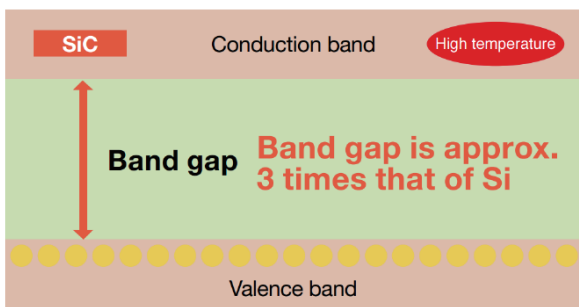 SiC
Conduction band
High temperature
Band gap
Band gap is approx.
3 times that of Si
Valence band